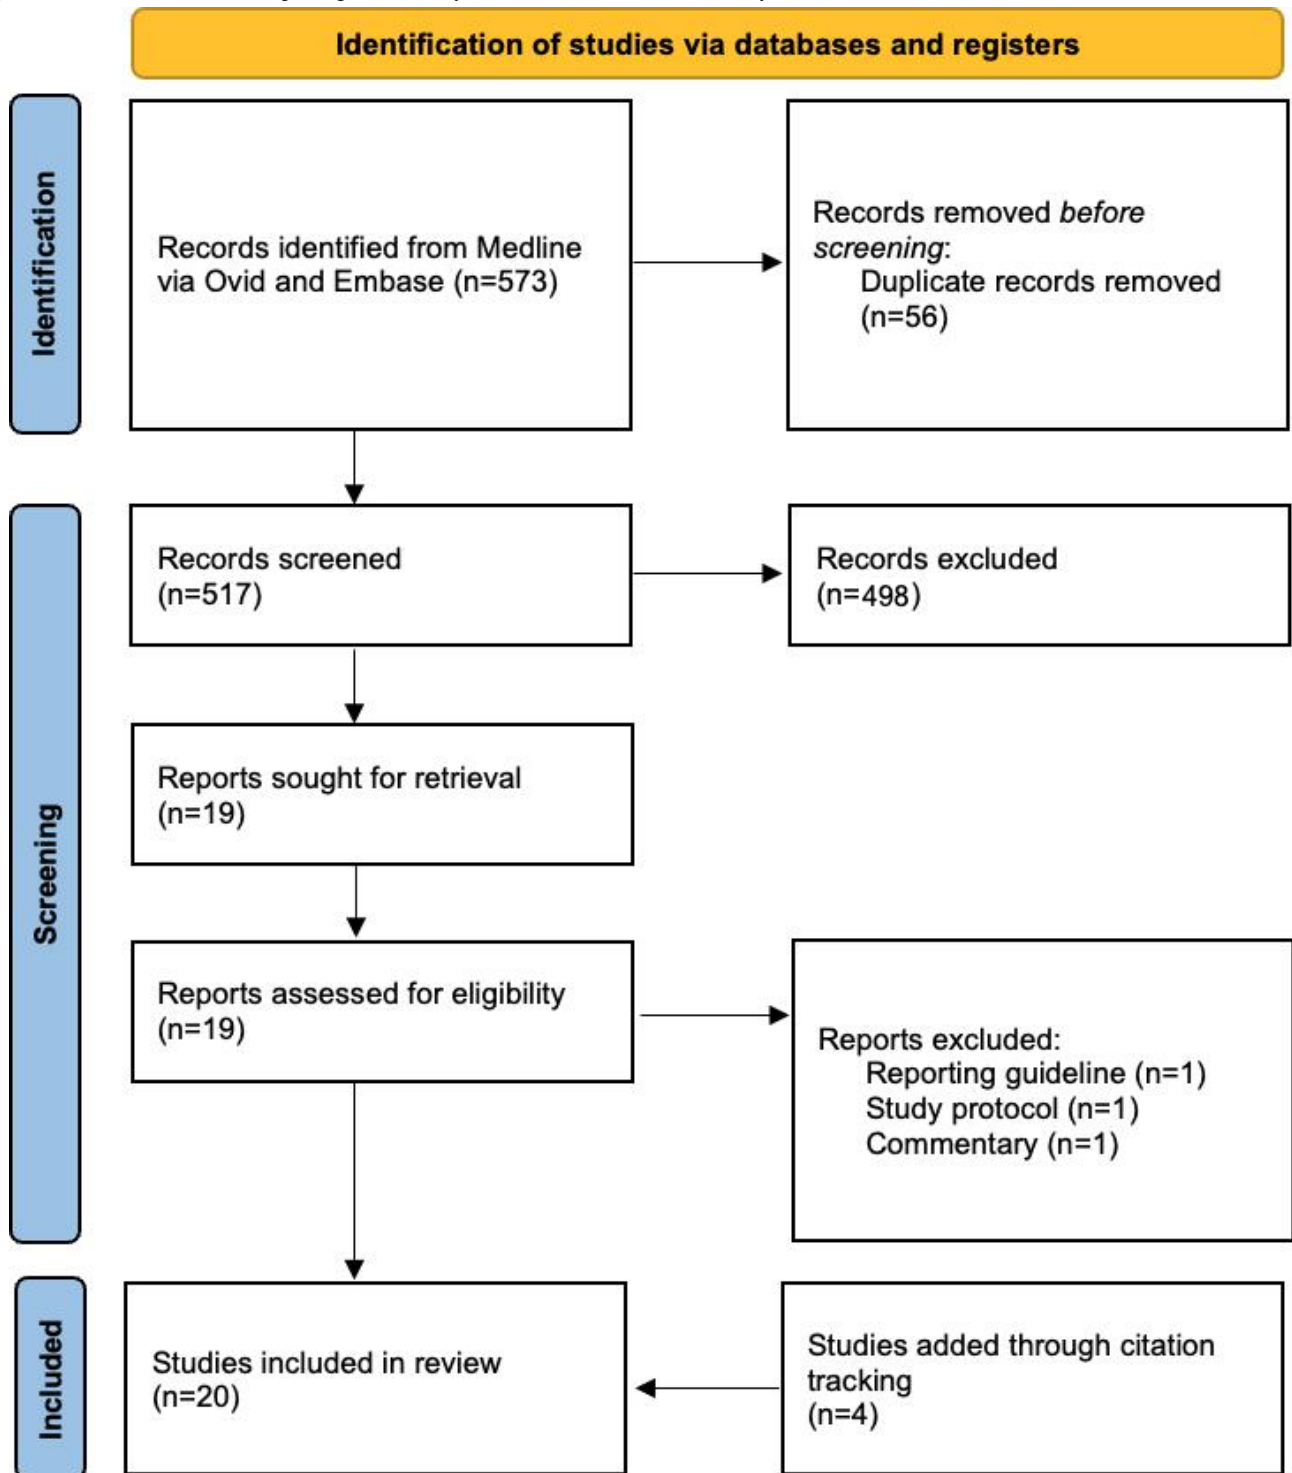 Identification of studies via databases and registers
Identification
Records identified from Medline
via Ovid and Embase (n=573)
Records removed before
screening:
Duplicate records removed
(n=56)
Screening
Records screened
(n=517)
Records excluded
(n=498)
Reports sought for retrieval
(n=19)
Reports assessed for eligibility
(n=19)
Reports excluded:
Reporting guideline (n=1)
Study protocol (n=1)
Commentary (n=1)
Included
Studies included in review
(n=20)
Studies added through citation
tracking
(n=4)